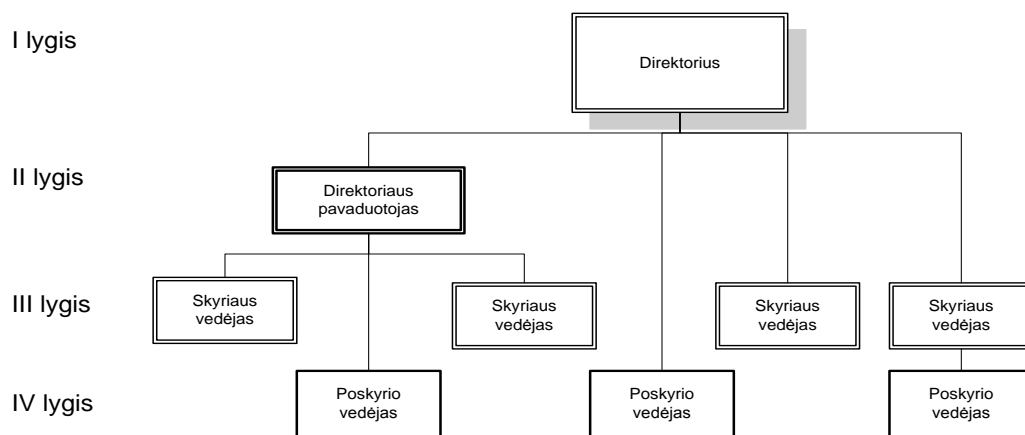 I lygis
Direktorius
II lygis
Direktoriaus
pavaduotojas
III lygis
Skyriaus
vedėjas
Skyriaus
vedėjas
Skyriaus
vedėjas
Skyriaus
vedėjas
IV lygis
Poskyrio
vedėjas
Poskyrio
vedėjas
Poskyrio
vedėjas